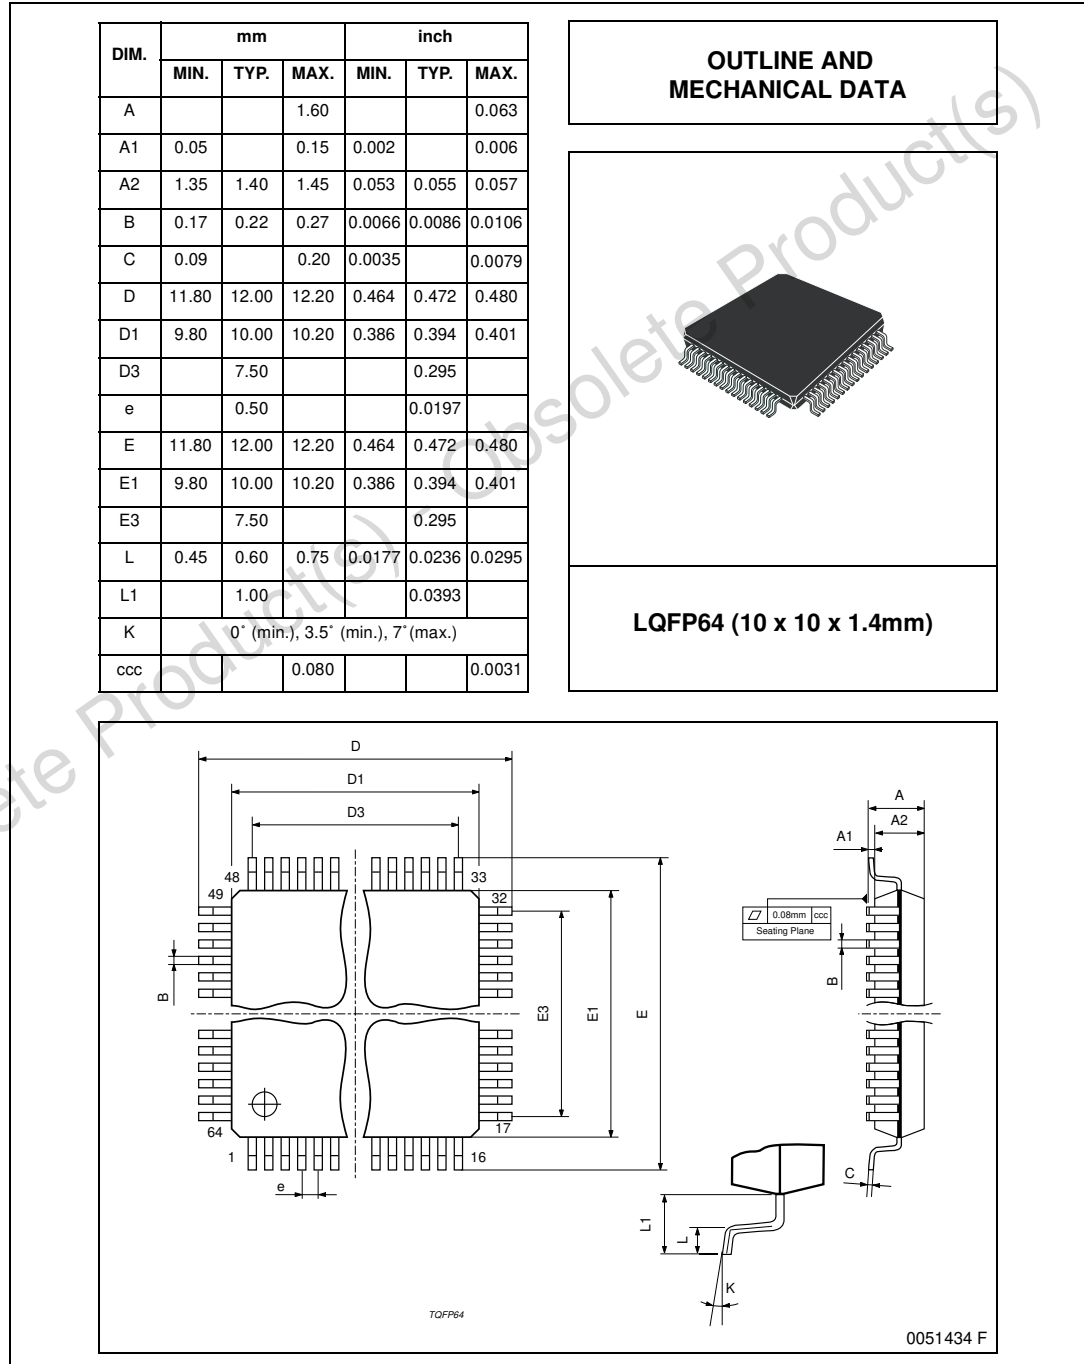 DIM. mm inch
MIN. TYP. MAX. MIN. TYP. MAX.
A 1.60 0.063
A1 0.05 0.15 0.002 0.006
A2 1.35 1.40 1.45 0.053 0.055 0.057
B 0.17 0.22 0.27 0.0066 0.0086 0.0106
C 0.09 0.20 0.0035 0.0079
D 11.80 12.00 12.20 0.464 0.472 0.480
D1 9.80 10.00 10.20 0.386 0.394 0.401
D3 7.50 0.295
e 0.50 0.0197
E 11.80 12.00 12.20 0.464 0.472 0.480
E1 9.80 10.00 10.20 0.386 0.394 0.401
E3 7.50 0.295
L 0.45 0.60 0.75 0.0177 0.0236 0.0295
L1 1.00 0.0393
K 0˚ (min.), 3.5˚ (min.), 7˚(max.)
ccc 0.080 0.0031
OUTLINE AND
MECHANICAL DATA
LQFP64 (10 x 10 x 1.4mm)
D
D1
D3
A
A2
A1
48
33
49
32
0.08mm ccc
Seating Plane
B
B
E3
E1
E
64
17
1
16
e
C
L1
L
K
TQFP64
0051434 F
ete Product(s) - Obsolete Product(s)